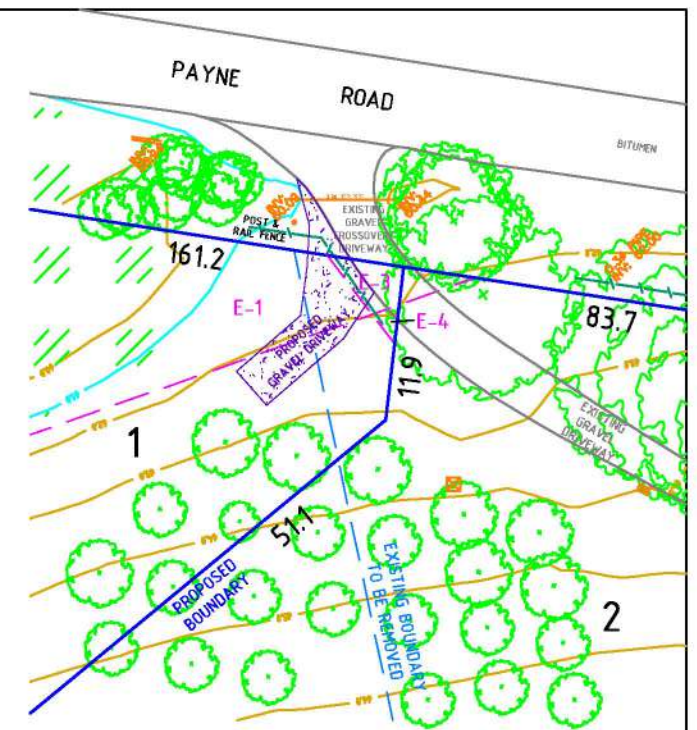 PAYNE ROAD
BITUMEN
EXISTING
GRAVEL
CROSSOVER
DRIVEWAY
POST &
RAIL FENCE
161.2
E-1
E-3
E-4
83.7
PROPOSED
GRAVEL DRIVEWAY
11.9
EXISTING
GRAVEL
DRIVEWAY
1
51.1
PROPOSED
BOUNDARY
EXISTING BOUNDARY
TO BE REMOVED
2